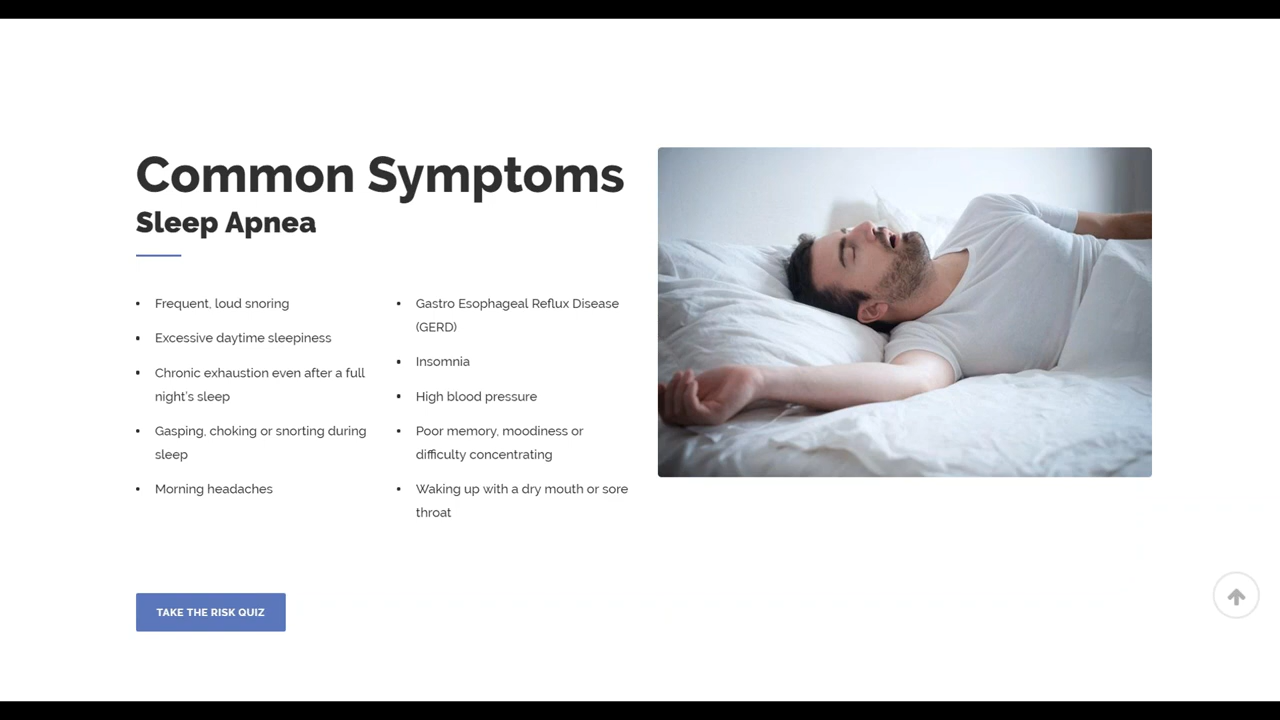 Common Symptoms
Sleep Apnea
Frequent, loud snoring
Excessive daytime sleepiness
Chronic exhaustion even after a full
night's sleep
Gasping, choking or snorting during
sleep
Morning headaches
Gastro Esophageal Reflux Disease
(GERD)
Insomnia
High blood pressure
Poor memory, moodiness or
difficulty concentrating
Waking up with a dry mouth or sore
throat
TAKE THE RISK QUIZ